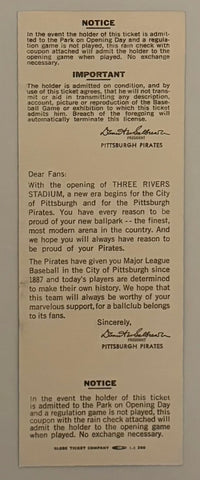 NOTICE
In the event the holder of this ticket is admit-
ted to the Park on Opening Day and a regula-
tion game is not played, this rain check with
coupon attached will admit the holder to the
opening game when played. No exchange
necessary.
IMPORTANT
The holder is admitted on condition, and by
use of this ticket agrees, that he will not trans-
mit or aid in transmitting any description,
account, picture or reproduction of the Base-
ball Game or exhibition to which this ticket
admits him. Breach of the foregoing will
automatically terminate this license.
PRESIDENT
PITTSBURGH PIRATES
Dear Fans:
With the opening of THREE RIVERS
STADIUM, a new era begins for the City
of Pittsburgh and for the Pittsburgh
Pirates. You have every reason to be
proud of your new ballpark -- the finest,
most modern arena in the country. And
we hope you will always have reason to
be proud of your Pirates.
The Pirates have given you Major League
Baseball in the City of Pittsburgh since
1887 and today's players are determined
to make their own history. We hope that
this team will always be worthy of your
marvelous support, for a ballclub belongs
to its fans.
Sincerely,
PRESIDENT
PITTSBURGH PIRATES
NOTICE
In the event the holder of this ticket
is admitted to the Park on Opening Day
and a regulation game is not played, this
coupon with the rain check attached will
admit the holder to the opening game
when played. No exchange necessary.
GLOBE TICKET COMPANY